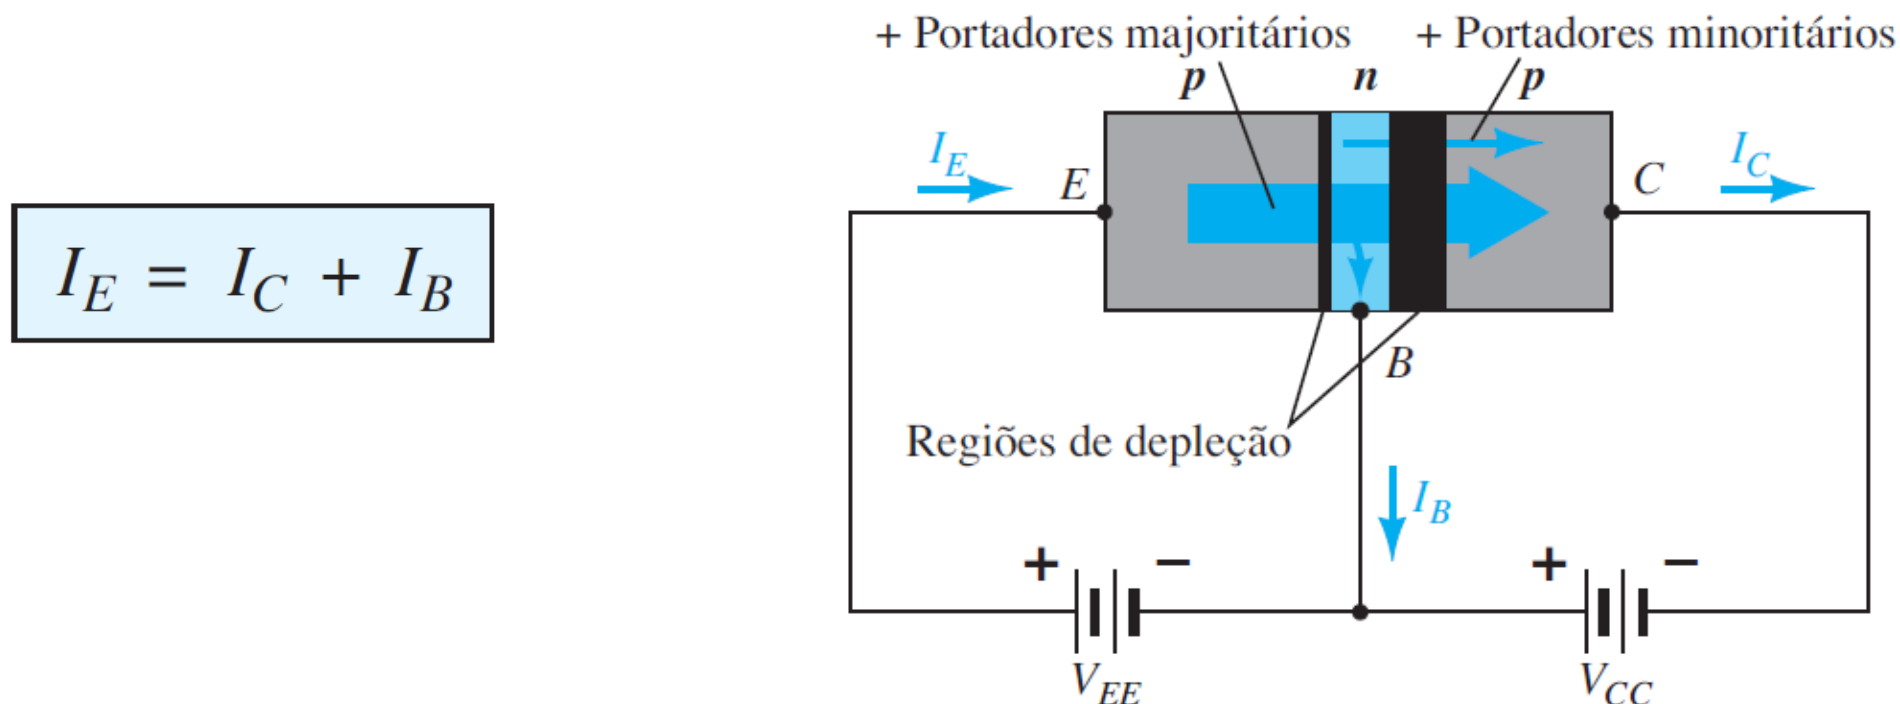 + Portadores majoritários + Portadores minoritários
p n p
I_E I_C
E C
I_E = I_C + I_B
B
Regiões de depleção
I_B
+ − + −
V_EE V_CC